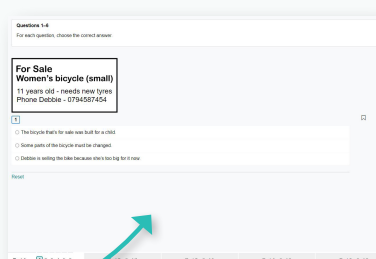 Questions 1–6
For each question, choose the correct answer.
For Sale
Women's bicycle (small)
11 years old - needs new tyres
Phone Debbie - 0794587454
1
The bicycle that's for sale was built for a child.
Some parts of the bicycle must be changed.
Debbie is selling the bike because she's too big for it now.
Reset